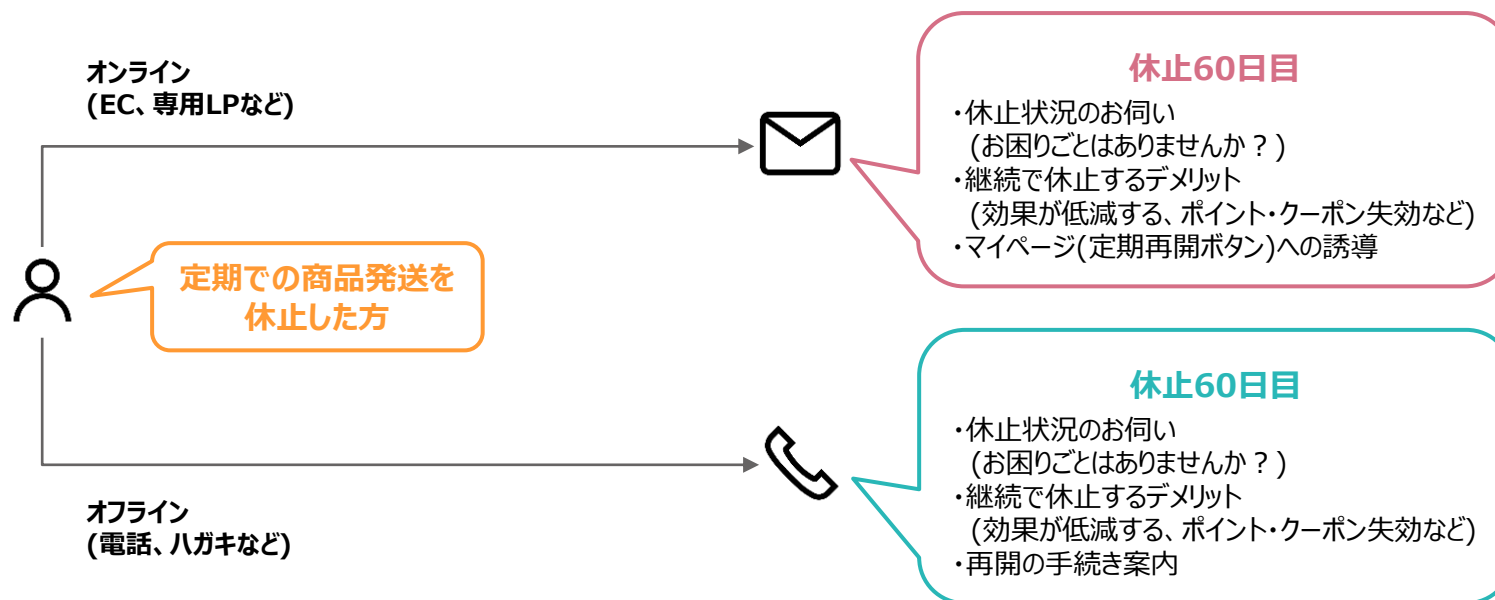 オンライン
(EC、専用LPなど)
休止60日目
・休止状況のお伺い
(お困りごとはありませんか？)
・継続で休止するデメリット
(効果が低減する、ポイント・クーポン失効など)
・マイページ(定期再開ボタン)への誘導
定期での商品発送を
休止した方
休止60日目
・休止状況のお伺い
(お困りごとはありませんか？)
・継続で休止するデメリット
(効果が低減する、ポイント・クーポン失効など)
・再開の手続き案内
オフライン
(電話、ハガキなど)